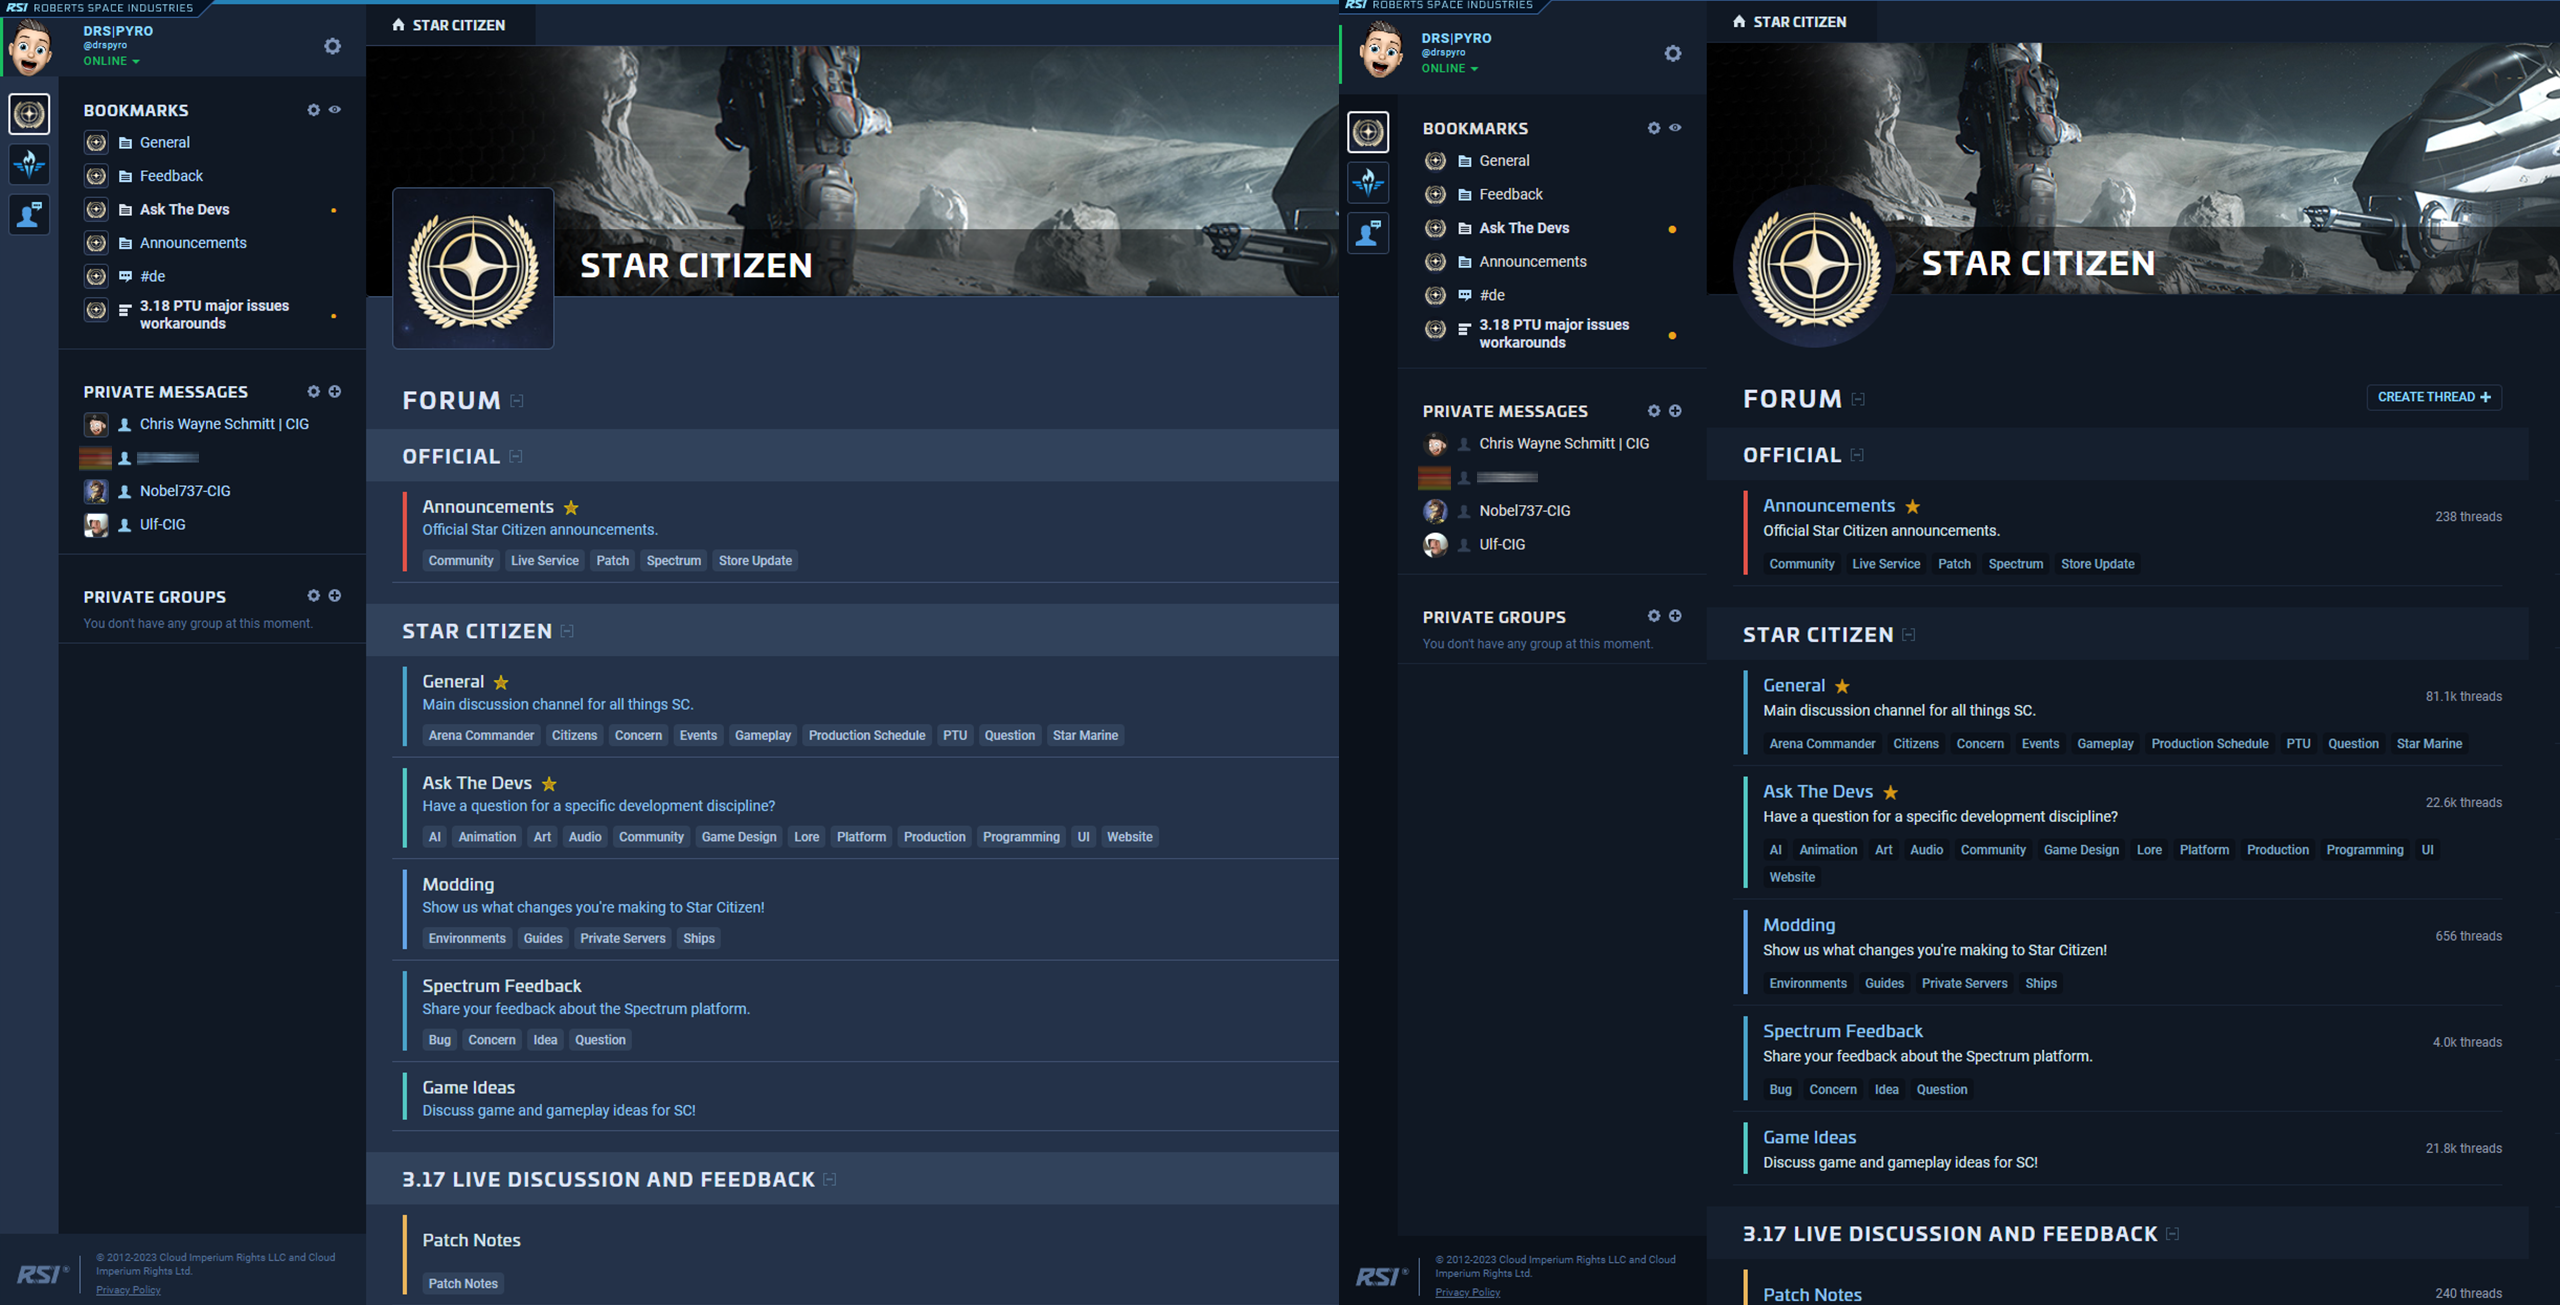 RSI ROBERTS SPACE INDUSTRIES
DRS|PYRO
@drspyro
ONLINE
BOOKMARKS
General
Feedback
Ask The Devs
Announcements
#de
3.18 PTU major issues
workarounds
PRIVATE MESSAGES
Chris Wayne Schmitt | CIG
Nobel737-CIG
Ulf-CIG
PRIVATE GROUPS
You don't have any group at this moment.
RSI®
© 2012-2023 Cloud Imperium Rights LLC and Cloud
Imperium Rights Ltd.
Privacy Policy
STAR CITIZEN
STAR CITIZEN
FORUM [-]
OFFICIAL [-]
Announcements
Official Star Citizen announcements.
Community Live Service Patch Spectrum Store Update
STAR CITIZEN [-]
General
Main discussion channel for all things SC.
Arena Commander Citizens Concern Events Gameplay Production Schedule PTU Question Star Marine
Ask The Devs
Have a question for a specific development discipline?
AI Animation Art Audio Community Game Design Lore Platform Production Programming UI Website
Modding
Show us what changes you're making to Star Citizen!
Environments Guides Private Servers Ships
Spectrum Feedback
Share your feedback about the Spectrum platform.
Bug Concern Idea Question
Game Ideas
Discuss game and gameplay ideas for SC!
3.17 LIVE DISCUSSION AND FEEDBACK [-]
Patch Notes
Patch Notes
RSI ROBERTS SPACE INDUSTRIES
DRS|PYRO
@drspyro
ONLINE
BOOKMARKS
General
Feedback
Ask The Devs
Announcements
#de
3.18 PTU major issues
workarounds
PRIVATE MESSAGES
Chris Wayne Schmitt | CIG
Nobel737-CIG
Ulf-CIG
PRIVATE GROUPS
You don't have any group at this moment.
RSI®
© 2012-2023 Cloud Imperium Rights LLC and Cloud
Imperium Rights Ltd.
Privacy Policy
STAR CITIZEN
STAR CITIZEN
FORUM [-]
CREATE THREAD +
OFFICIAL [-]
Announcements
238 threads
Official Star Citizen announcements.
Community Live Service Patch Spectrum Store Update
STAR CITIZEN [-]
General
81.1k threads
Main discussion channel for all things SC.
Arena Commander Citizens Concern Events Gameplay Production Schedule PTU Question Star Marine
Ask The Devs
22.6k threads
Have a question for a specific development discipline?
AI Animation Art Audio Community Game Design Lore Platform Production Programming UI
Website
Modding
656 threads
Show us what changes you're making to Star Citizen!
Environments Guides Private Servers Ships
Spectrum Feedback
4.0k threads
Share your feedback about the Spectrum platform.
Bug Concern Idea Question
Game Ideas
21.8k threads
Discuss game and gameplay ideas for SC!
3.17 LIVE DISCUSSION AND FEEDBACK [-]
Patch Notes
240 threads